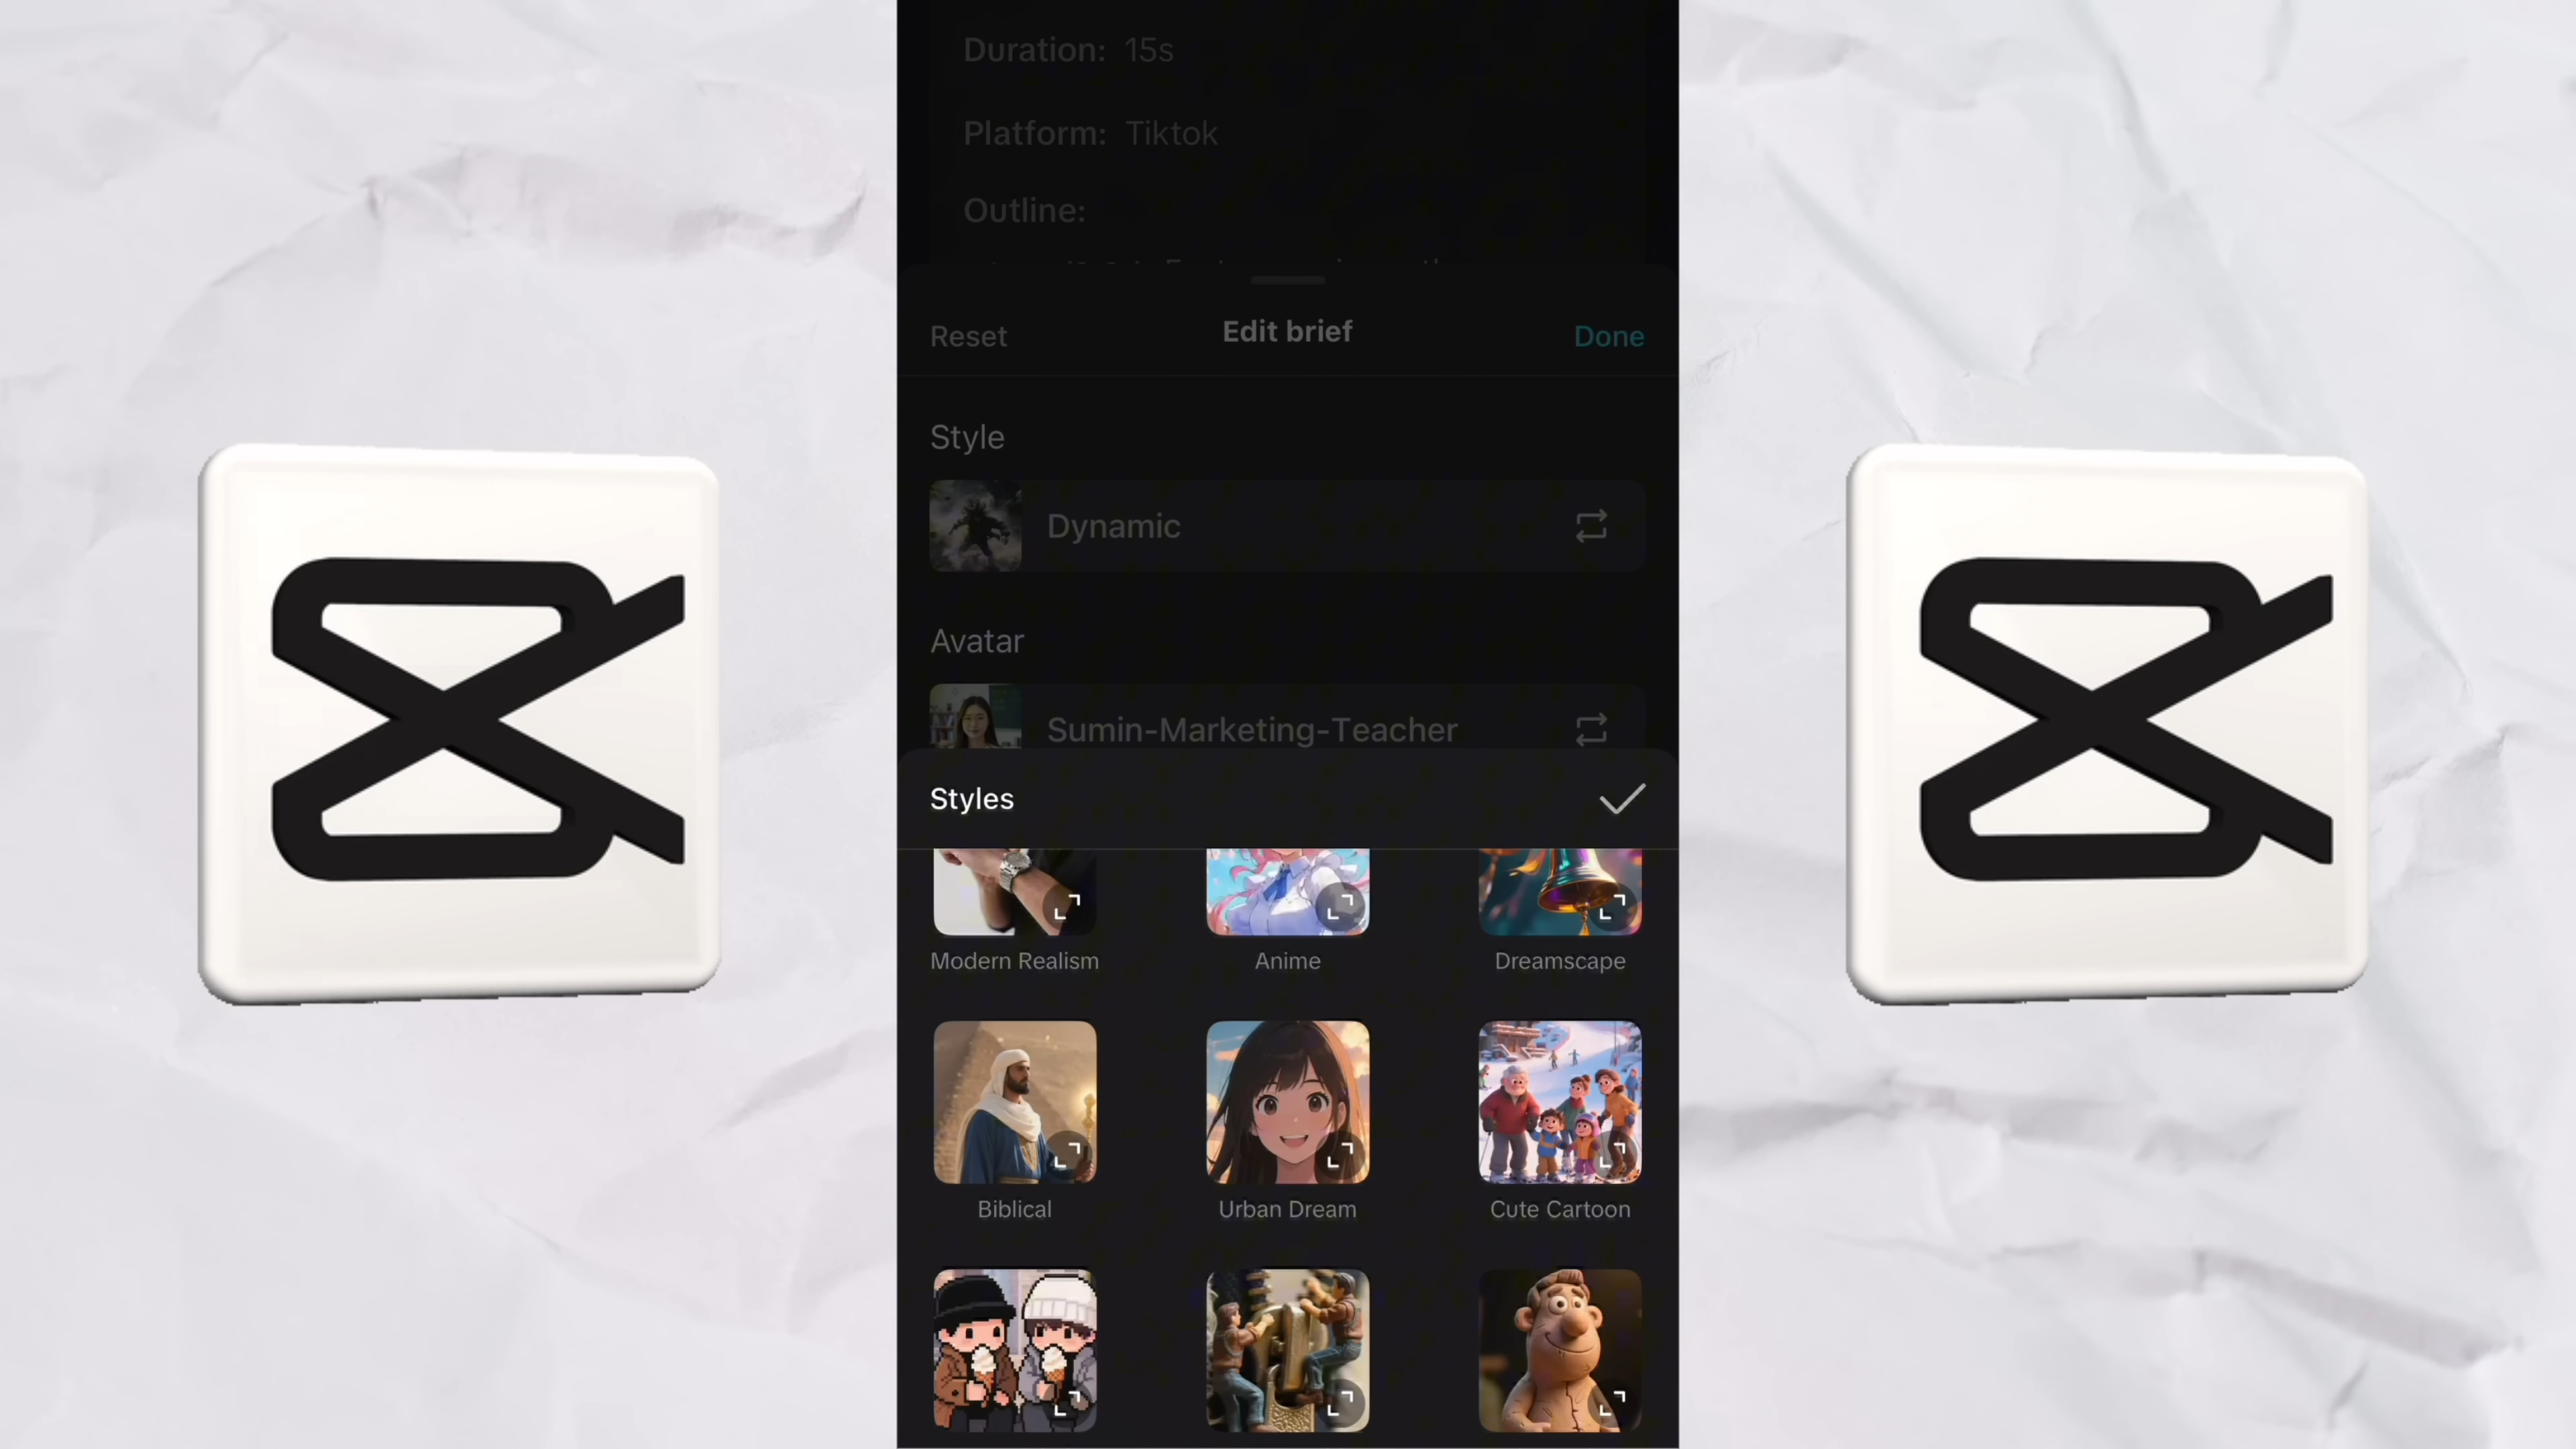 Duration: 15s
Platform: Tiktok
Outline:
Reset
Edit brief
Done
Style
Dynamic
Avatar
Sumin-Marketing-Teacher
Styles
Modern Realism
Anime
Dreamscape
Biblical
Urban Dream
Cute Cartoon